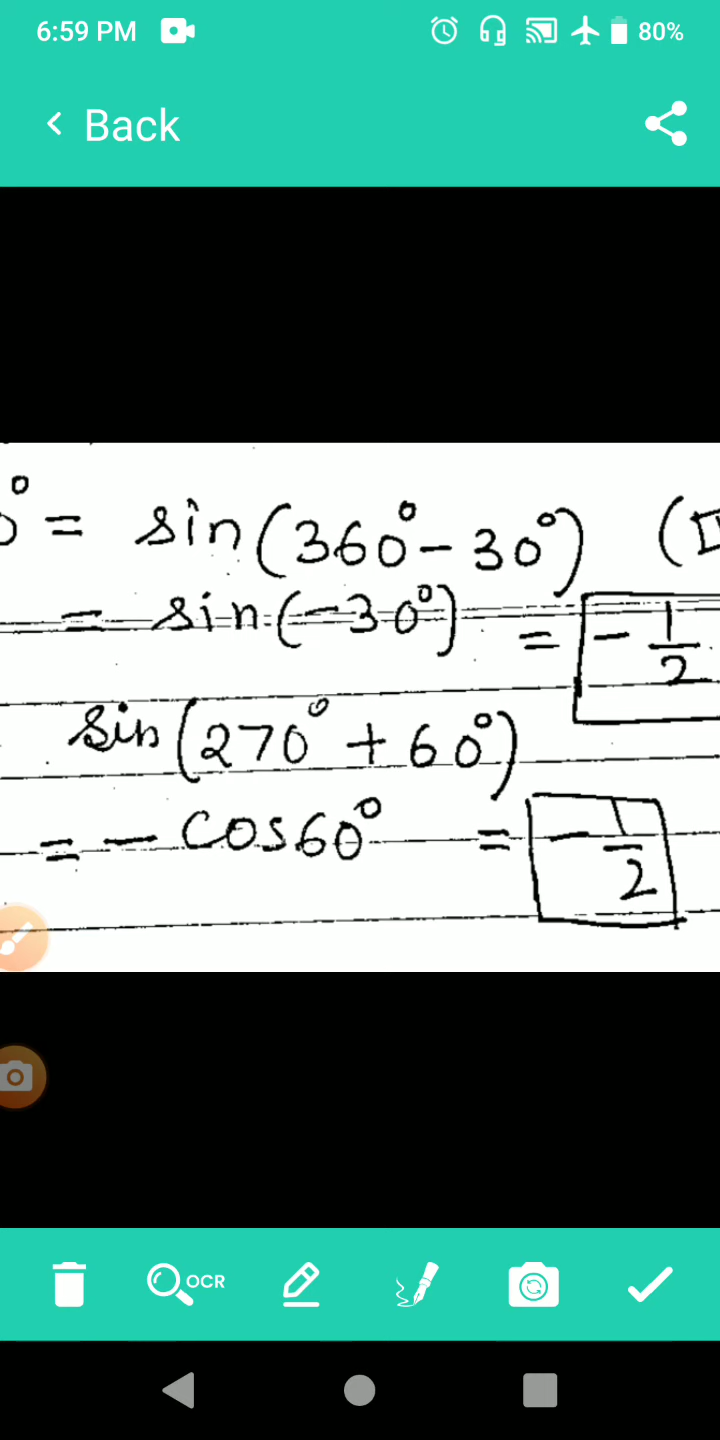 6:59 PM 80%
Back
° = sin(360° - 30°)
= sin(-30°) = -1/2
sin(270° + 60°)
= - cos60° = -1/2
OCR